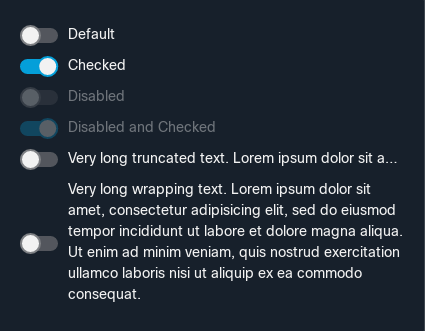 Default
Checked
Disabled
Disabled and Checked
Very long truncated text. Lorem ipsum dolor sit a...
Very long wrapping text. Lorem ipsum dolor sit
amet, consectetur adipisicing elit, sed do eiusmod
tempor incididunt ut labore et dolore magna aliqua.
Ut enim ad minim veniam, quis nostrud exercitation
ullamco laboris nisi ut aliquip ex ea commodo
consequat.